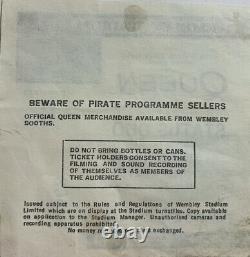 BEWARE OF PIRATE PROGRAMME SELLERS
OFFICIAL QUEEN MERCHANDISE AVAILABLE FROM WEMBLEY
BOOTHS.
DO NOT BRING BOTTLES OR CANS.
TICKET HOLDERS CONSENT TO THE
FILMING AND SOUND RECORDING
OF THEMSELVES AS MEMBERS OF
THE AUDIENCE.
Issued subject to the Rules and Regulations of Wembley Stadium
Limited which are on display at the Stadium turnstiles. Copy available
on application to the Stadium Manager. Unauthorised cameras and
recording apparatus prohibited.
No money exchanged.